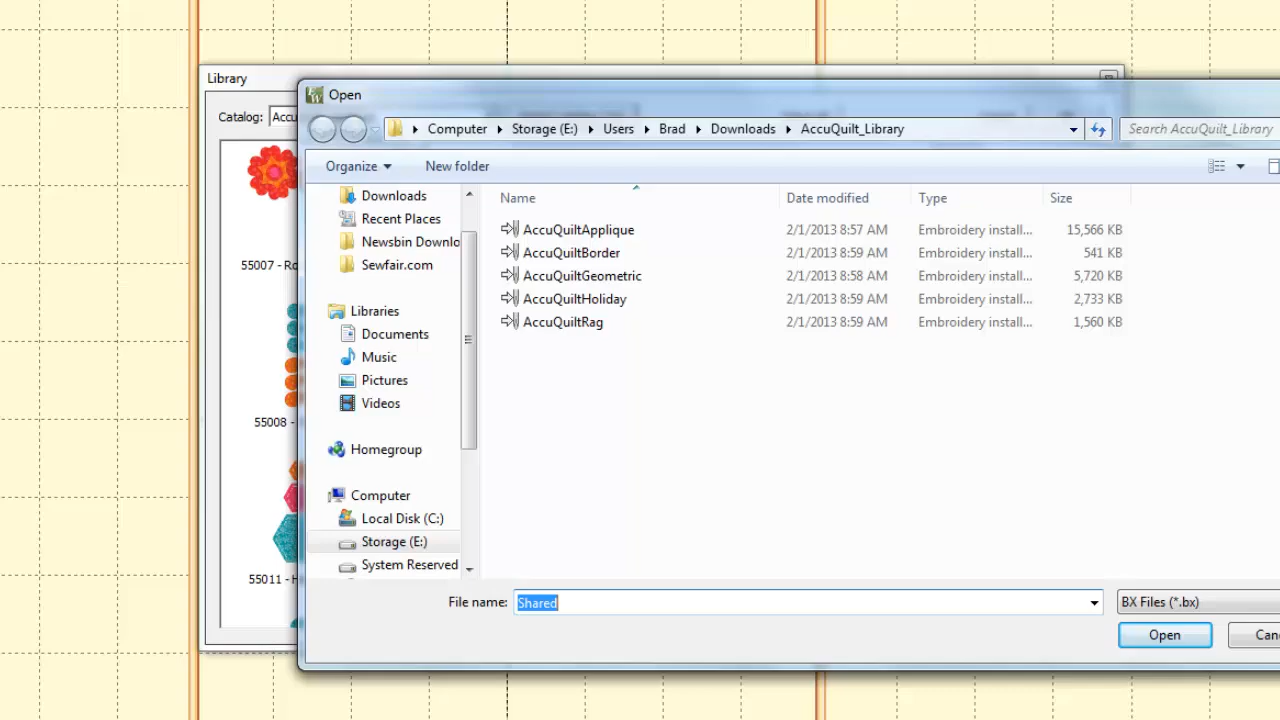 Library
Open
Catalog: Accu
Computer Storage (E:) Users Brad Downloads AccuQuilt_Library
Search AccuQuilt_Library
Organize New folder
Downloads
Recent Places
Newsbin Downlo
Sewfair.com
Libraries
Documents
Music
Pictures
Videos
Homegroup
Computer
Local Disk (C:)
Storage (E:)
System Reserved
Name Date modified Type Size
AccuQuiltApplique 2/1/2013 8:57 AM Embroidery install... 15,566 KB
AccuQuiltBorder 2/1/2013 8:59 AM Embroidery install... 541 KB
AccuQuiltGeometric 2/1/2013 8:58 AM Embroidery install... 5,720 KB
AccuQuiltHoliday 2/1/2013 8:59 AM Embroidery install... 2,733 KB
AccuQuiltRag 2/1/2013 8:59 AM Embroidery install... 1,560 KB
55007 - Ro
55008 -
55011 - H
File name: Shared
BX Files (*.bx)
Open Can